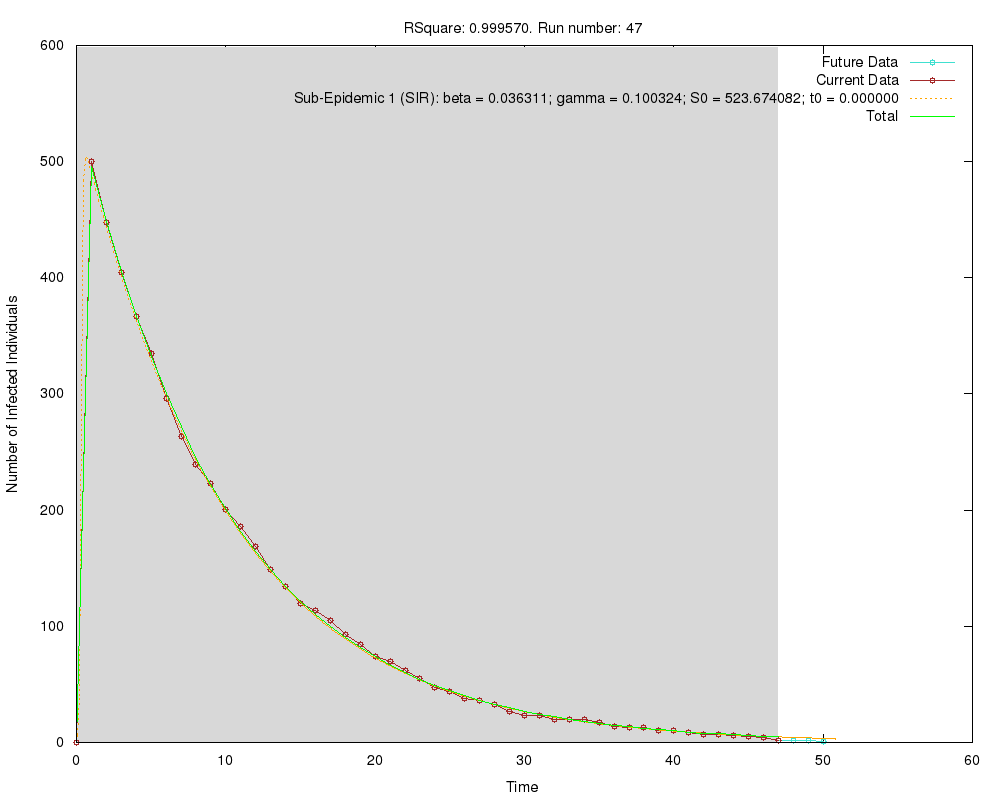 RSquare: 0.999570. Run number: 47
600
500
400
300
200
100
0
Number of Infected Individuals
Future Data
Current Data
Sub-Epidemic 1 (SIR): beta = 0.036311; gamma = 0.100324; S0 = 523.674082; t0 = 0.000000
Total
0 10 20 30 40 50 60
Time